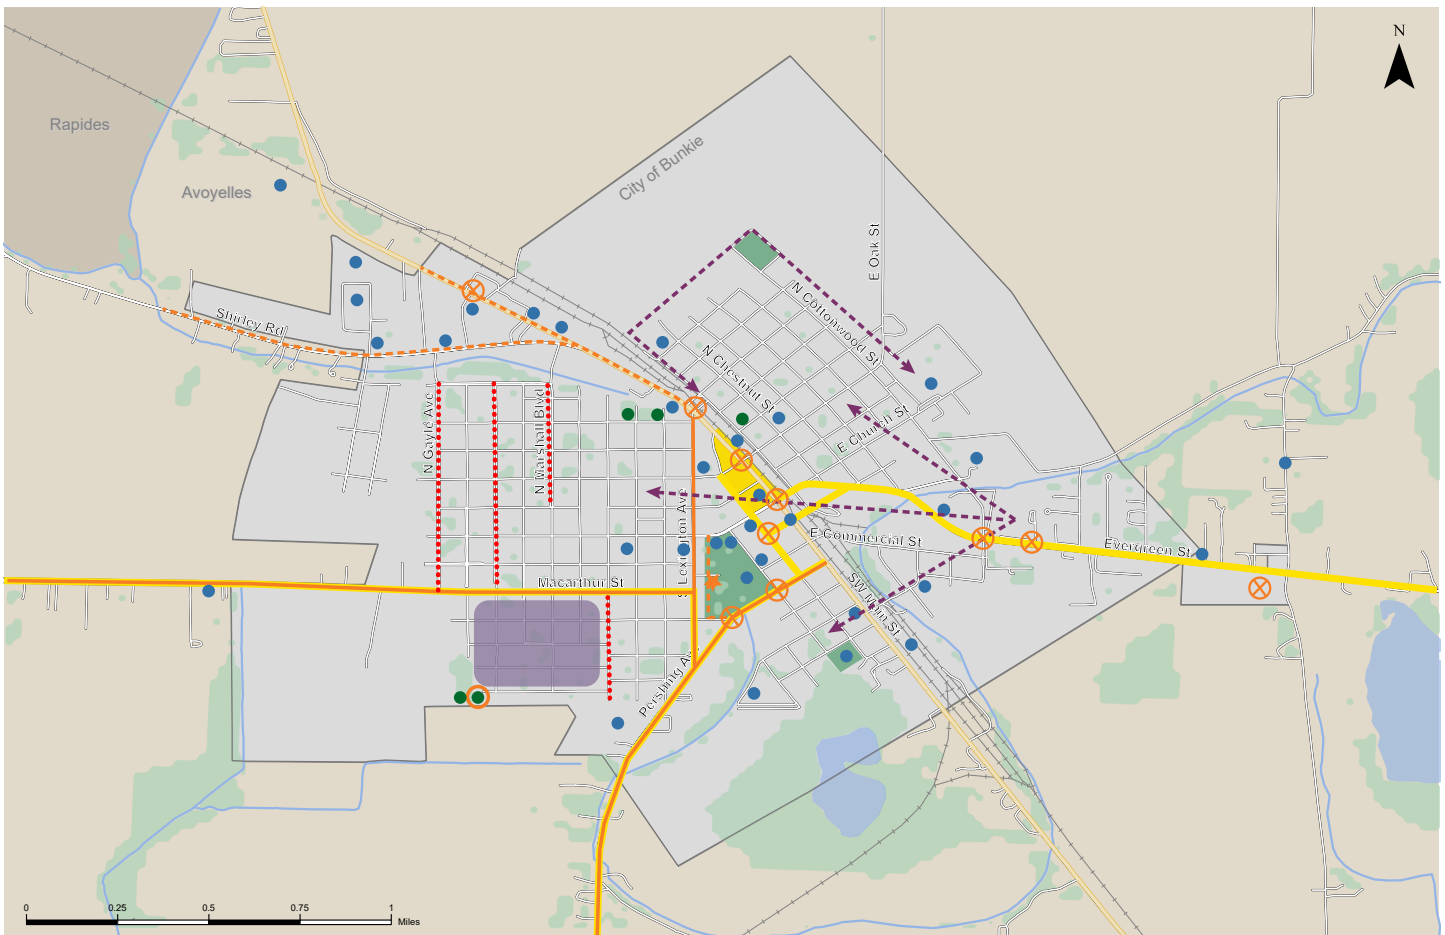 N
Rapides
City of Bunkie
Avoyelles
E Oak St
N Cottonwood St
Shirley Rd
N Chestnut St
N Gayle Ave
N Marshall Blvd
E Church St
S Lexington Ave
E Commercial St
Evergreen St
Macarthur St
SW Main St
Pershing Av
0 0.25 0.5 0.75 1
Miles